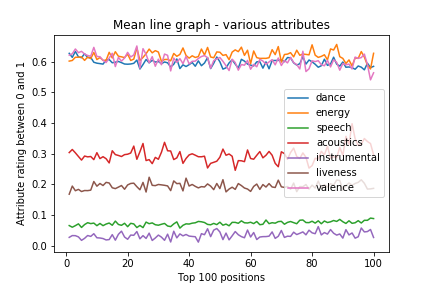 Mean line graph - various attributes
Attribute rating between 0 and 1
0.6
0.5
0.4
0.3
0.2
0.1
0.0
dance
energy
speech
acoustics
instrumental
liveness
valence
0 20 40 60 80 100
Top 100 positions